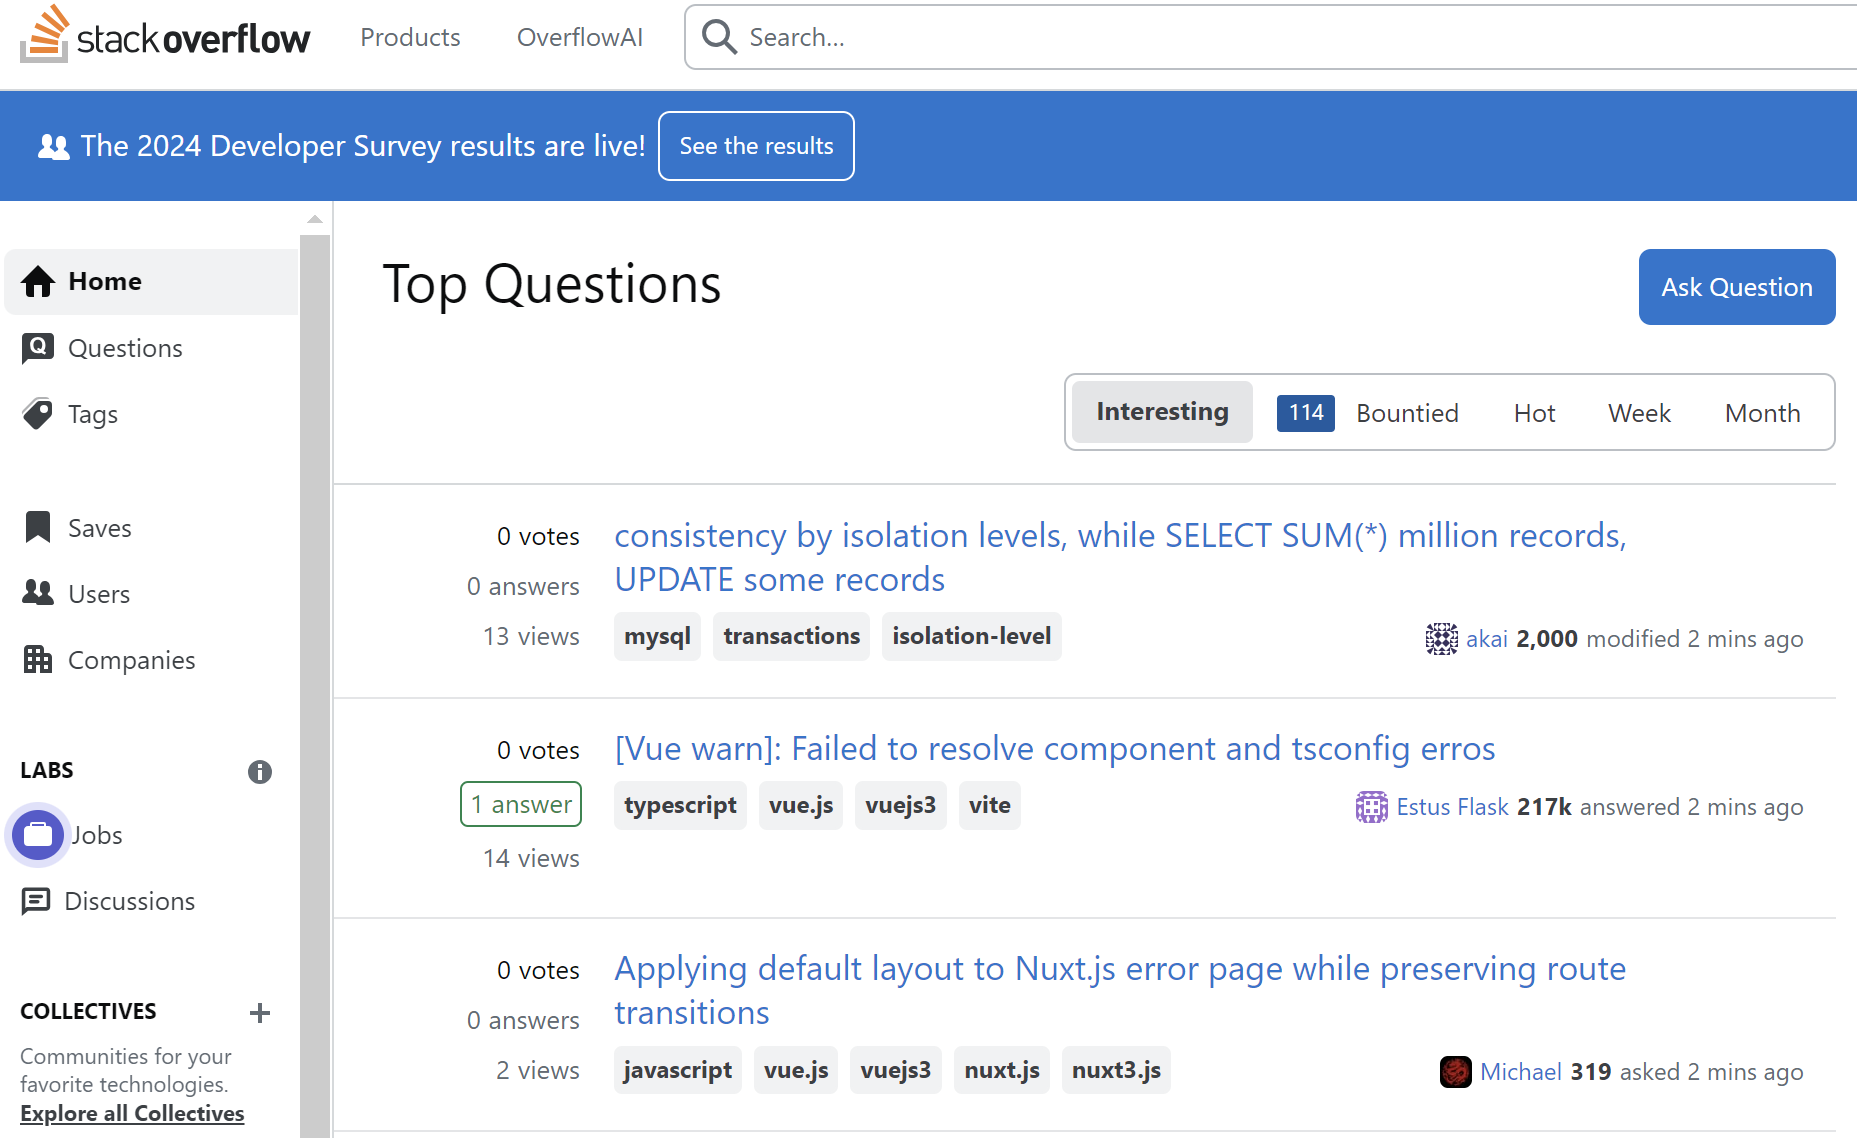 stack overflow
Products
OverflowAI
Search...
The 2024 Developer Survey results are live!
See the results
Home
Questions
Tags
Saves
Users
Companies
LABS
Jobs
Discussions
COLLECTIVES
Communities for your
favorite technologies.
Explore all Collectives
Top Questions
Ask Question
Interesting
114 Bountied
Hot
Week
Month
0 votes
0 answers
13 views
consistency by isolation levels, while SELECT SUM(*) million records,
UPDATE some records
mysql transactions isolation-level
akai 2,000 modified 2 mins ago
0 votes
1 answer
14 views
[Vue warn]: Failed to resolve component and tsconfig erros
typescript vue.js vuejs3 vite
Estus Flask 217k answered 2 mins ago
0 votes
0 answers
2 views
Applying default layout to Nuxt.js error page while preserving route
transitions
javascript vue.js vuejs3 nuxt.js nuxt3.js
Michael 319 asked 2 mins ago